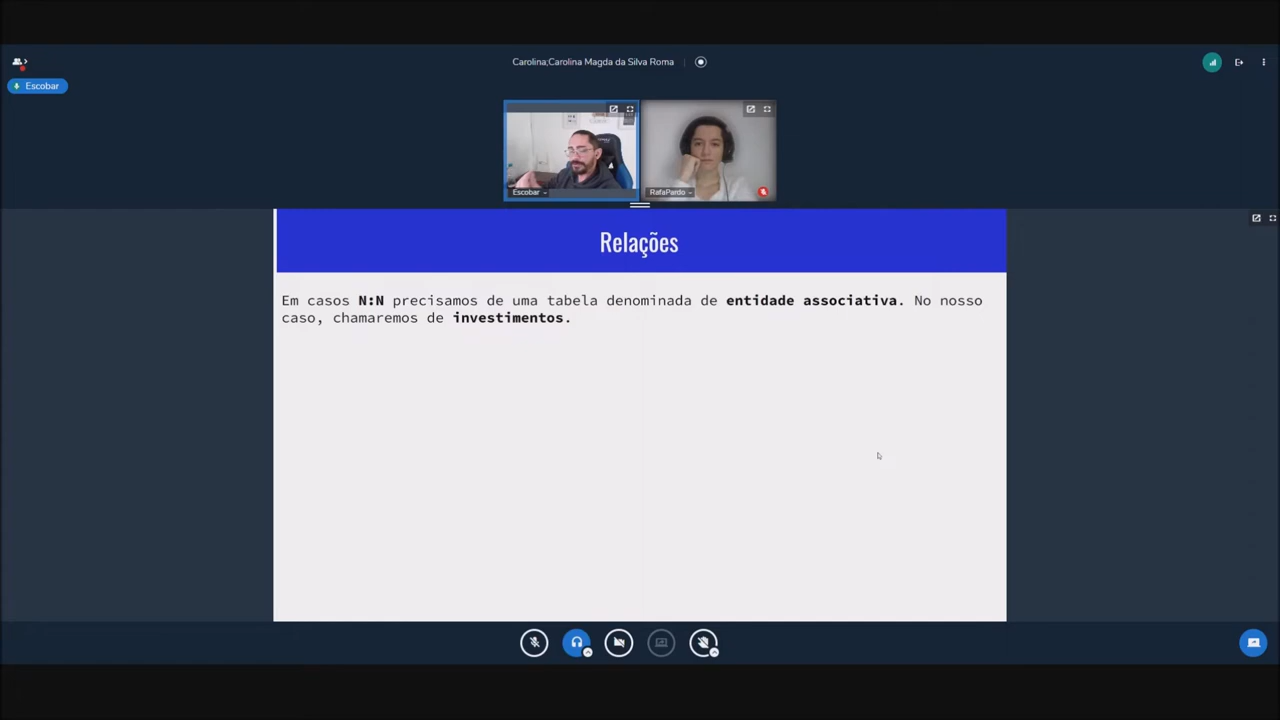 Carolina;Carolina Magda da Silva Roma
Escobar
Escobar
RafaPardo
Relações
Em casos N:N precisamos de uma tabela denominada de entidade associativa. No nosso
caso, chamaremos de investimentos.